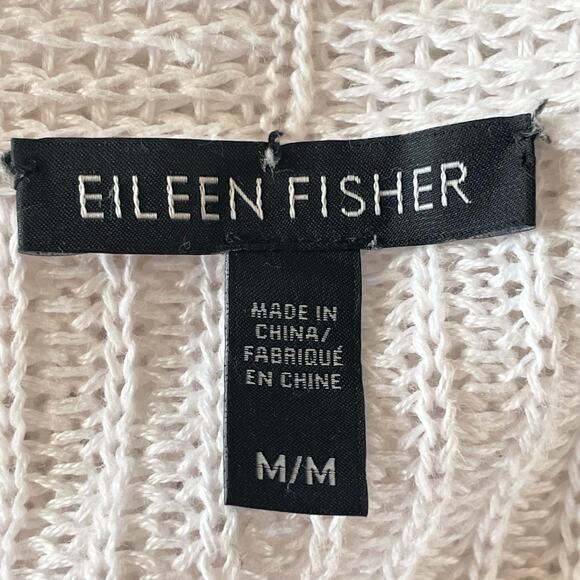 EILEEN FISHER
MADE IN
CHINA/
FABRIQUÉ
EN CHINE
M/M